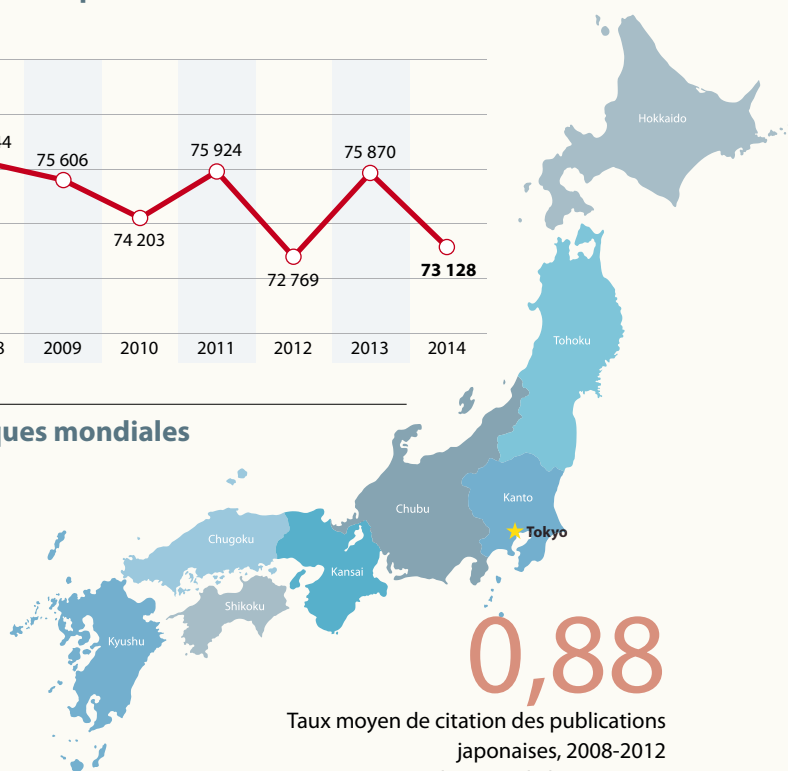 44
75 606
74 203
75 924
72 769
75 870
73 128
8 2009 2010 2011 2012 2013 2014
ques mondiales
Hokkaido
Tohoku
Chubu
Kanto
Tokyo
Chugoku
Kansai
Shikoku
Kyushu
0,88
Taux moyen de citation des publications
japonaises, 2008-2012